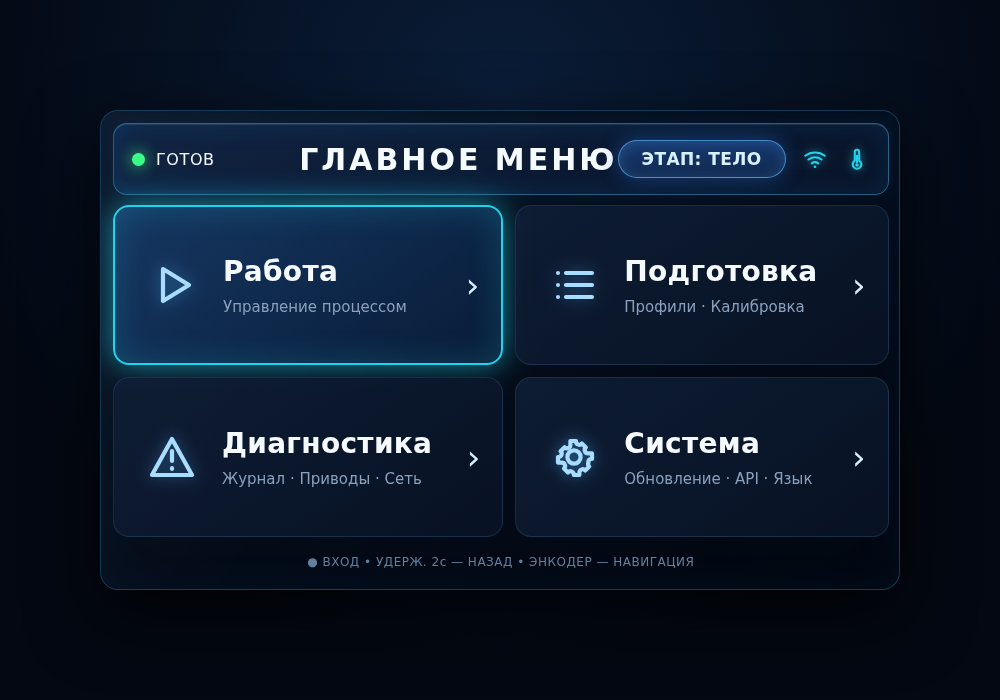 ГОТОВ
ГЛАВНОЕ МЕНЮ
ЭТАП: ТЕЛО
Работа
Управление процессом
Подготовка
Профили · Калибровка
Диагностика
Журнал · Приводы · Сеть
Система
Обновление · API · Язык
● ВХОД • УДЕРЖ. 2с — НАЗАД • ЭНКОДЕР — НАВИГАЦИЯ